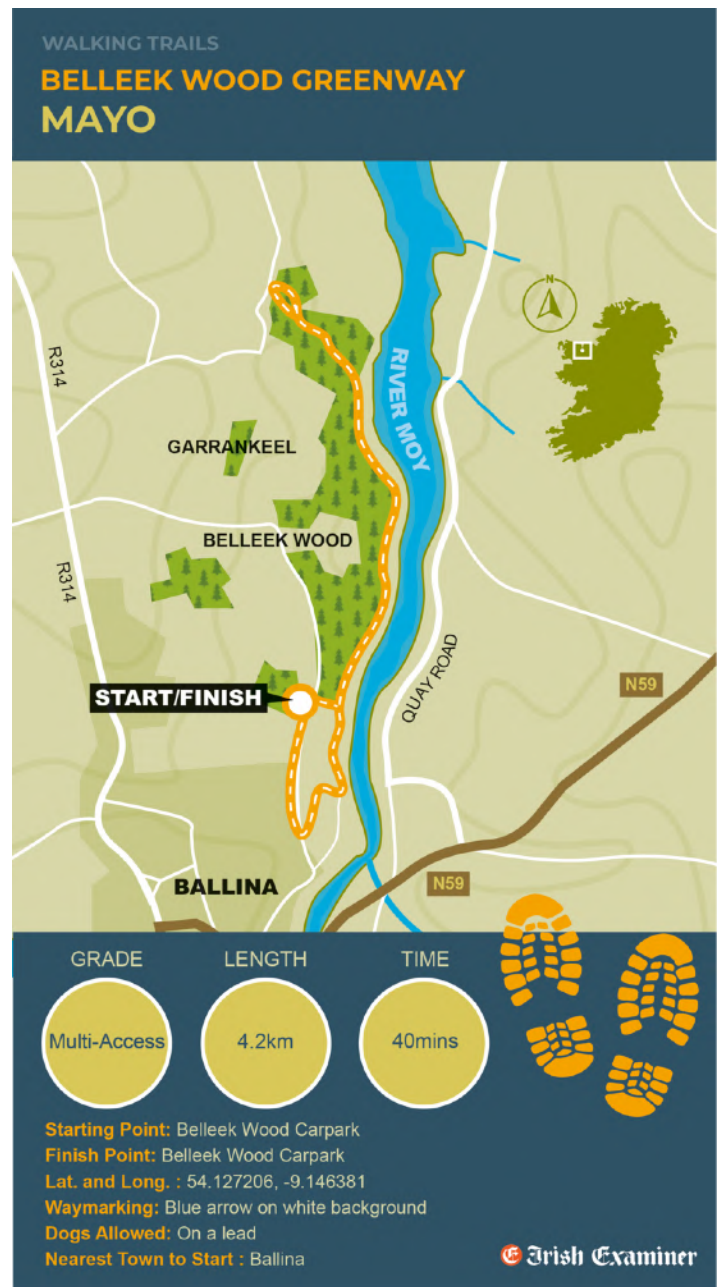 WALKING TRAILS
BELLEEK WOOD GREENWAY
MAYO
N
R314
RIVER MOY
GARRANKEEL
BELLEEK WOOD
R314
QUAY ROAD
N59
START/FINISH
N59
BALLINA
GRADE
LENGTH
TIME
Multi-Access
4.2km
40mins
Starting Point: Belleek Wood Carpark
Finish Point: Belleek Wood Carpark
Lat. and Long. : 54.127206, -9.146381
Waymarking: Blue arrow on white background
Dogs Allowed: On a lead
Nearest Town to Start : Ballina
Irish Examiner